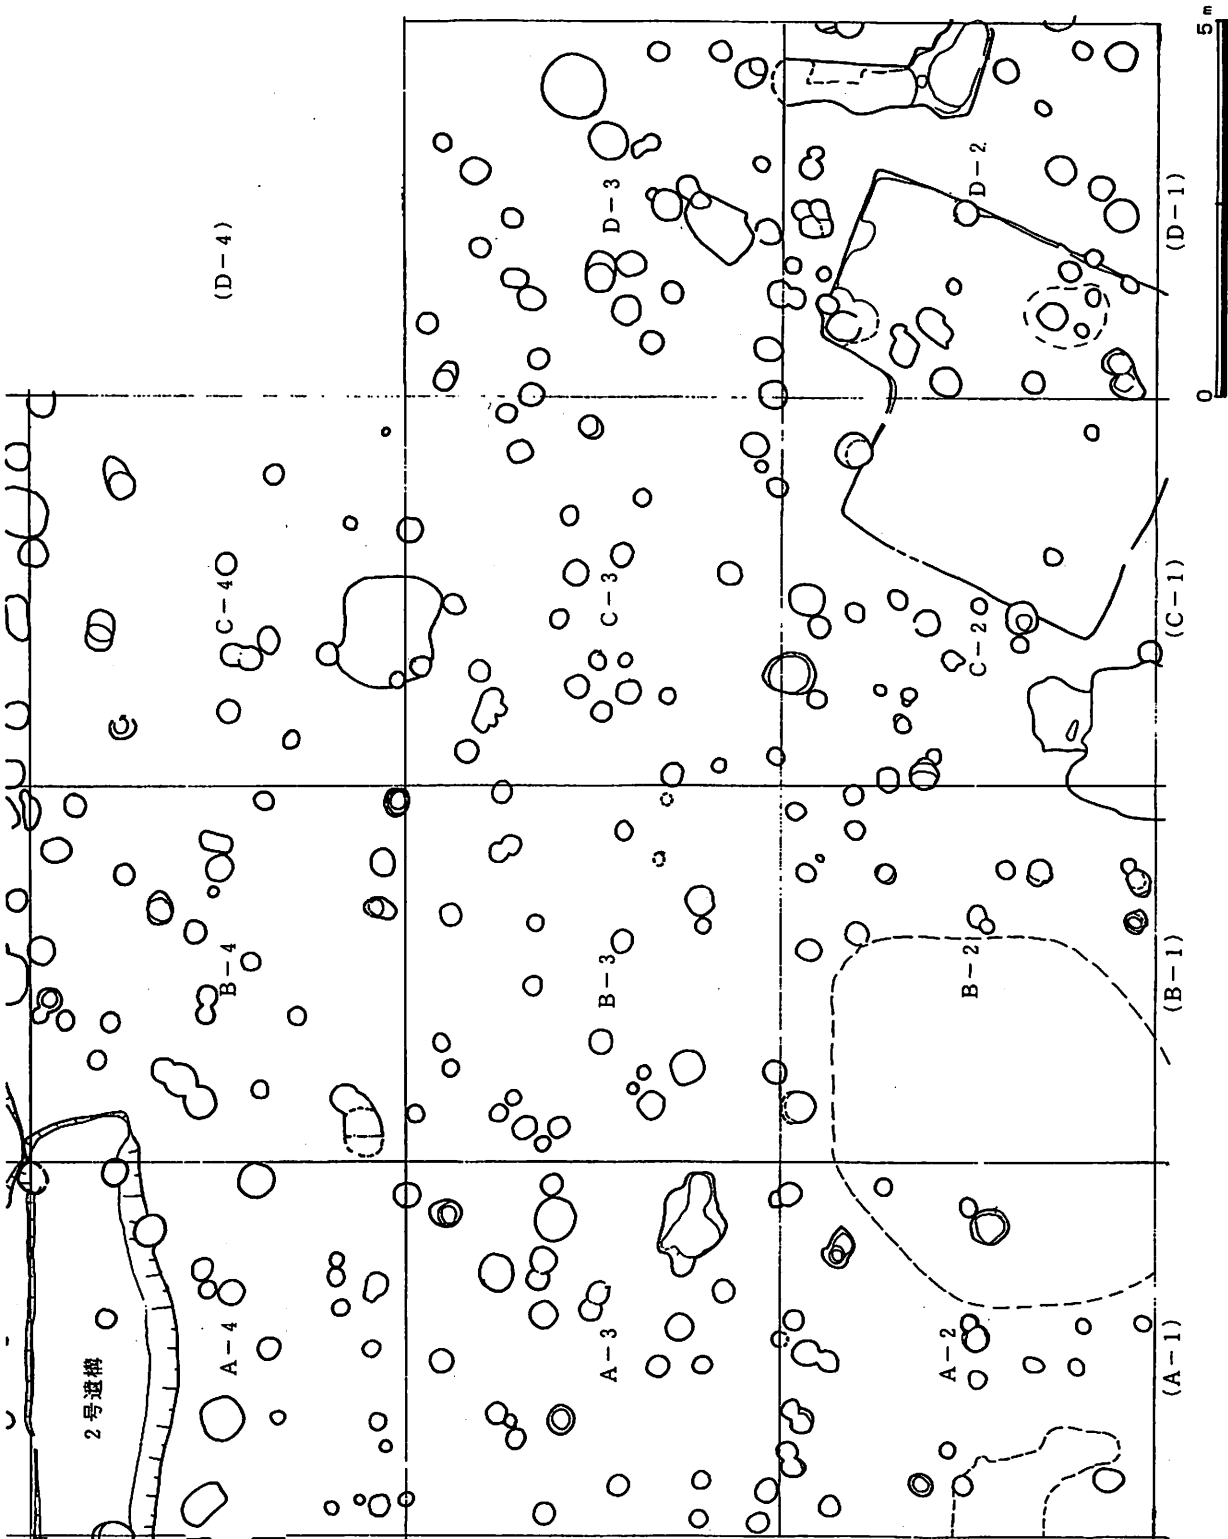 5m
0
(D-4)
D-3
D-2
(D-1)
C-4
C-3
C-2
(C-1)
B-4
B-3
B-2
(B-1)
2号遺構
A-4
A-3
A-2
(A-1)